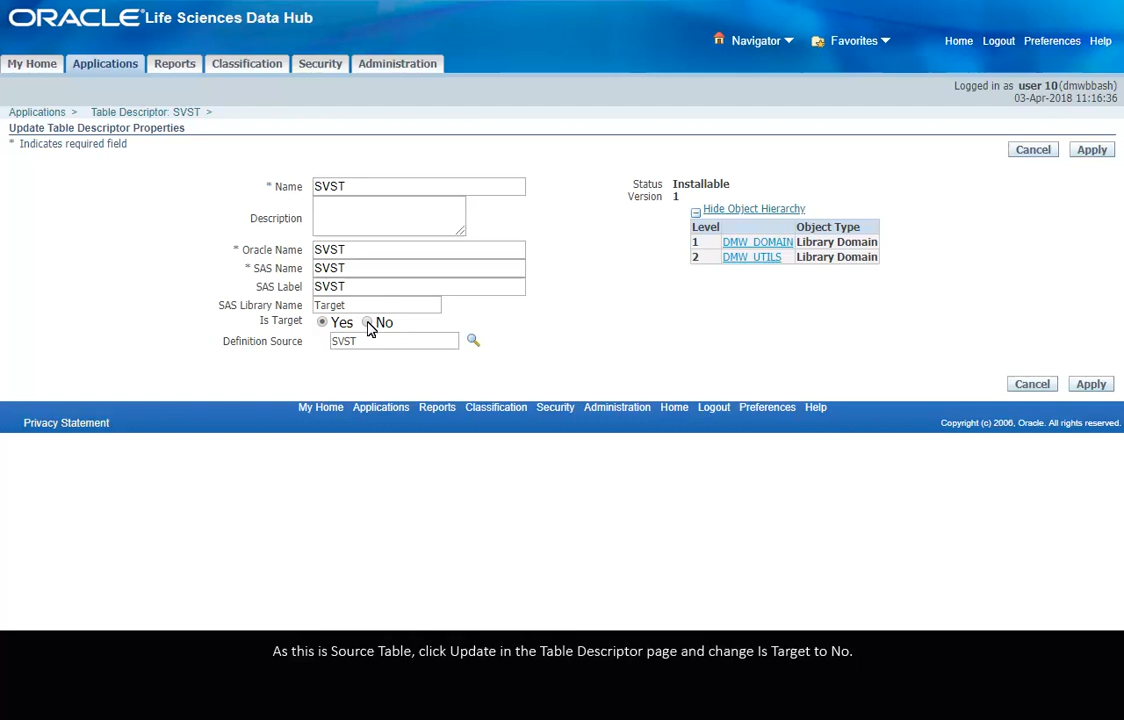 ORACLE® Life Sciences Data Hub
Navigator Favorites Home Logout Preferences Help
My Home Applications Reports Classification Security Administration
Logged in as user 10 (dmwbbash)
03-Apr-2018 11:16:36
Applications > Table Descriptor: SVST >
Update Table Descriptor Properties
* Indicates required field
Cancel Apply
* Name SVST
Description
* Oracle Name SVST
* SAS Name SVST
SAS Label SVST
SAS Library Name Target
Is Target Yes No
Definition Source SVST
Status Installable
Version 1
Hide Object Hierarchy
Level Object Type
1 DMW_DOMAIN Library Domain
2 DMW_UTILS Library Domain
Cancel Apply
My Home Applications Reports Classification Security Administration Home Logout Preferences Help
Privacy Statement
Copyright (c) 2006, Oracle. All rights reserved.
As this is Source Table, click Update in the Table Descriptor page and change Is Target to No.